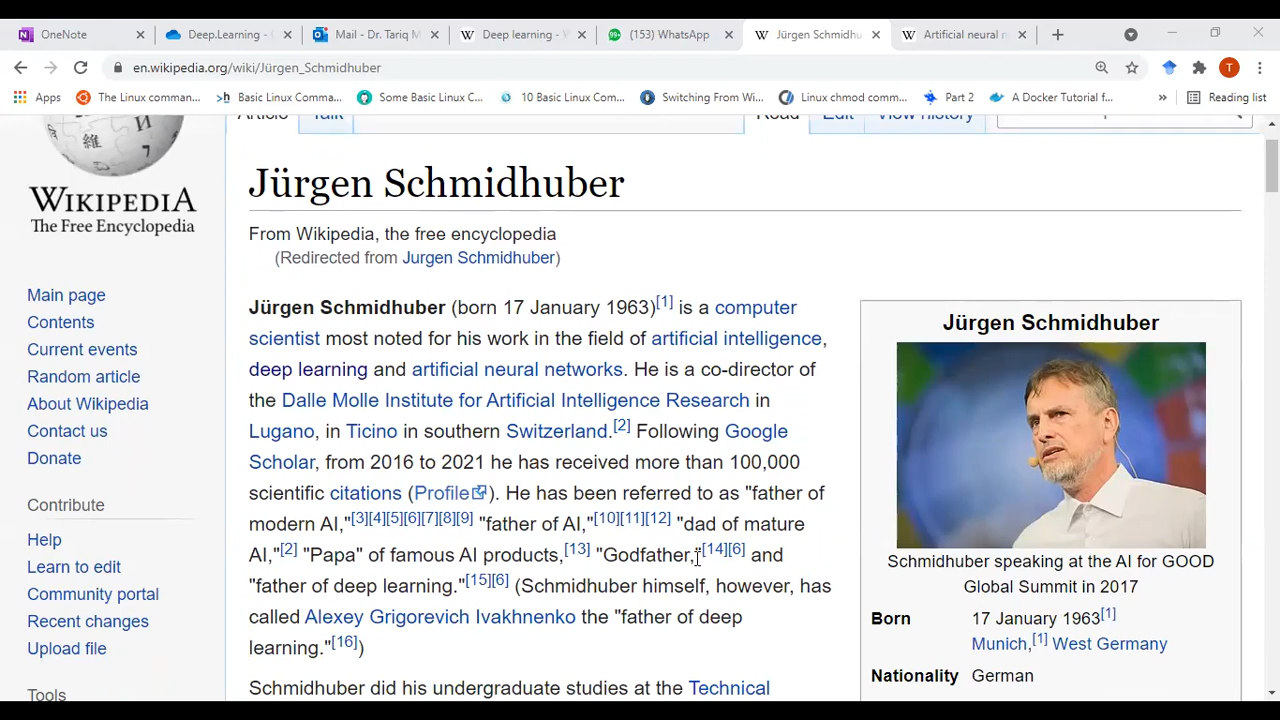 OneNote
Deep.Learning - 
Mail - Dr. Tariq M
Deep learning - W
(153) WhatsApp
Jürgen Schmidhu
Artificial neural n
en.wikipedia.org/wiki/Jürgen_Schmidhuber
Apps
The Linux comman...
Basic Linux Comma...
Some Basic Linux C...
10 Basic Linux Com...
Switching From Wi...
Linux chmod comm...
Part 2
A Docker Tutorial f...
»
Reading list
Article
Talk
Read
Edit
View history
WIKIPEDIA
The Free Encyclopedia
Main page
Contents
Current events
Random article
About Wikipedia
Contact us
Donate
Contribute
Help
Learn to edit
Community portal
Recent changes
Upload file
Tools
Jürgen Schmidhuber
From Wikipedia, the free encyclopedia
(Redirected from Jurgen Schmidhuber)
Jürgen Schmidhuber (born 17 January 1963)[1] is a computer
scientist most noted for his work in the field of artificial intelligence,
deep learning and artificial neural networks. He is a co-director of
the Dalle Molle Institute for Artificial Intelligence Research in
Lugano, in Ticino in southern Switzerland.[2] Following Google
Scholar, from 2016 to 2021 he has received more than 100,000
scientific citations (Profile). He has been referred to as "father of
modern AI,"[3][4][5][6][7][8][9] "father of AI,"[10][11][12] "dad of mature
AI,"[2] "Papa" of famous AI products,[13] "Godfather,"[14][6] and
"father of deep learning."[15][6] (Schmidhuber himself, however, has
called Alexey Grigorevich Ivakhnenko the "father of deep
learning."[16])
Schmidhuber did his undergraduate studies at the Technical
Jürgen Schmidhuber
Schmidhuber speaking at the AI for GOOD
Global Summit in 2017
Born 17 January 1963[1]
Munich,[1] West Germany
Nationality German